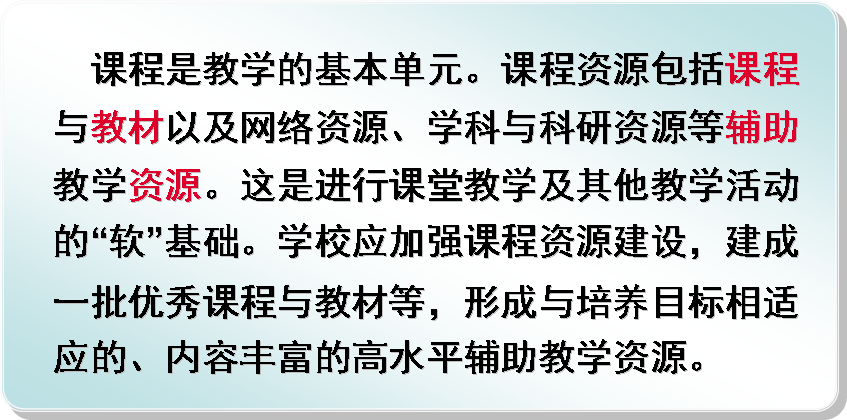 课程是教学的基本单元。课程资源包括课程
与教材以及网络资源、学科与科研资源等辅助
教学资源。这是进行课堂教学及其他教学活动
的“软”基础。学校应加强课程资源建设，建成
一批优秀课程与教材等，形成与培养目标相适
应的、内容丰富的高水平辅助教学资源。